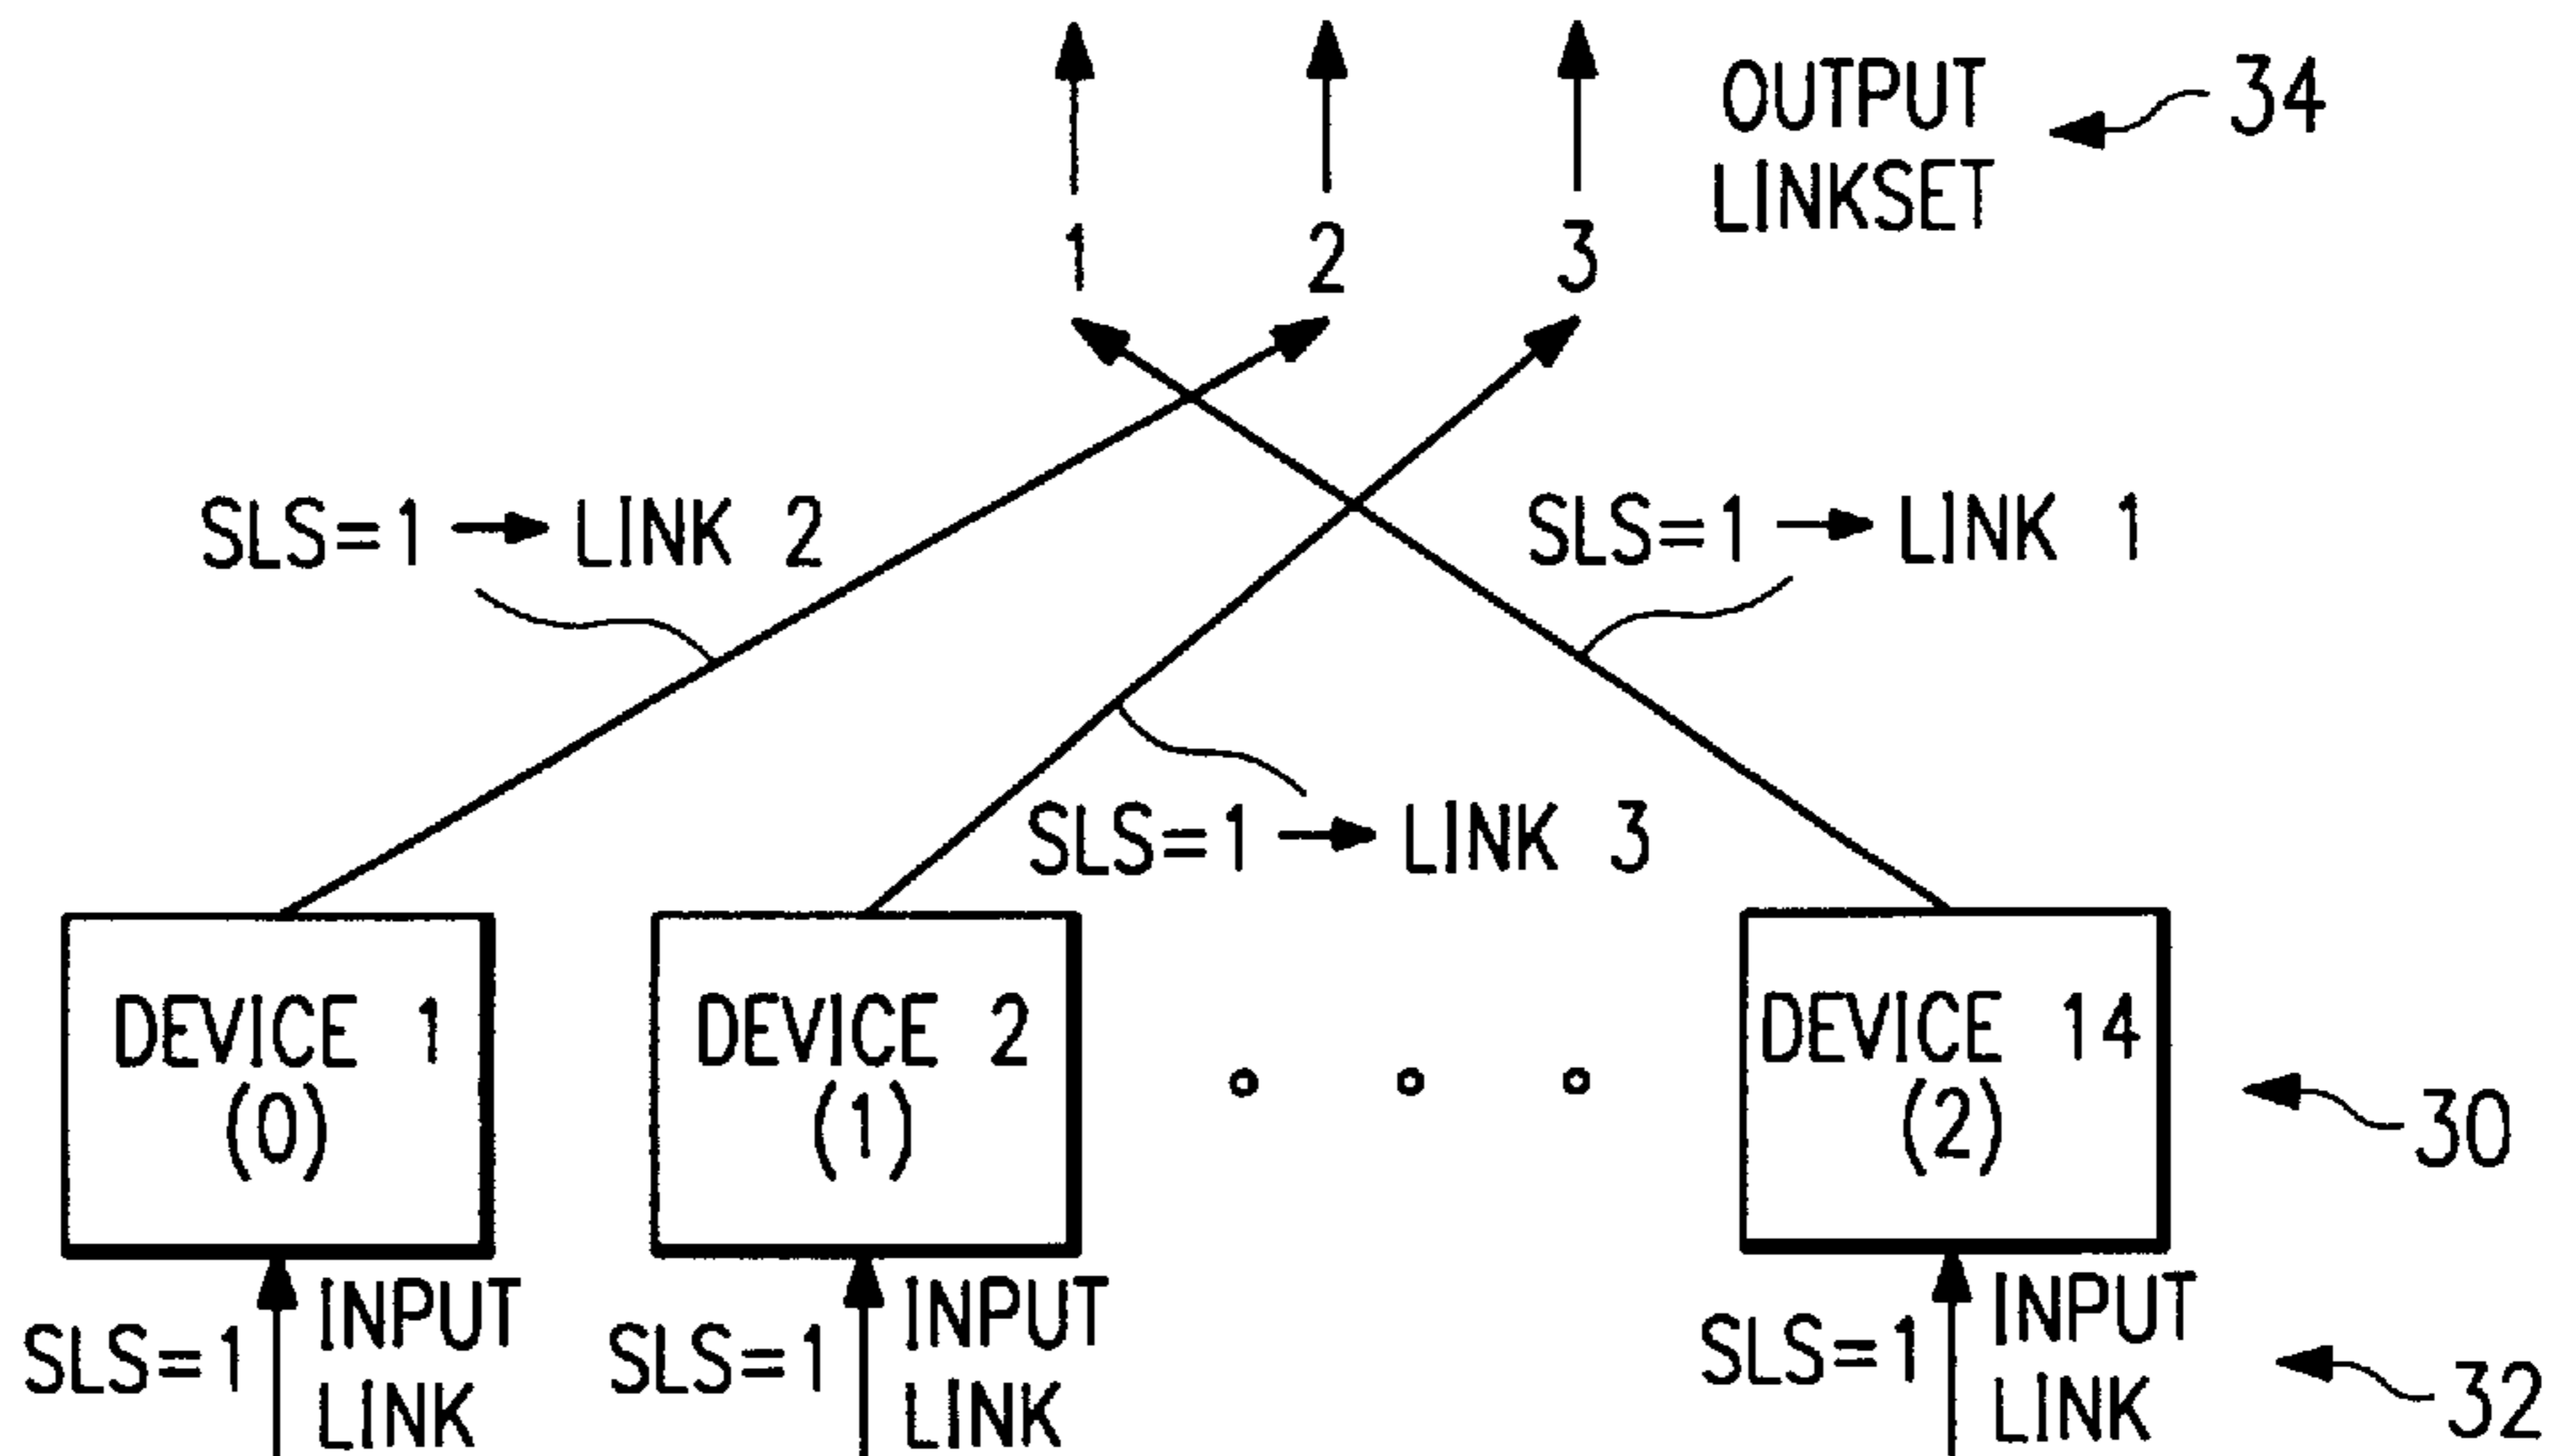 OUTPUT
LINKSET
34
1 2 3
SLS=1 → LINK 2
SLS=1 → LINK 1
SLS=1 → LINK 3
DEVICE 1
(0)
DEVICE 2
(1)
DEVICE 14
(2)
30
SLS=1
INPUT
LINK
SLS=1
INPUT
LINK
SLS=1
INPUT
LINK
32